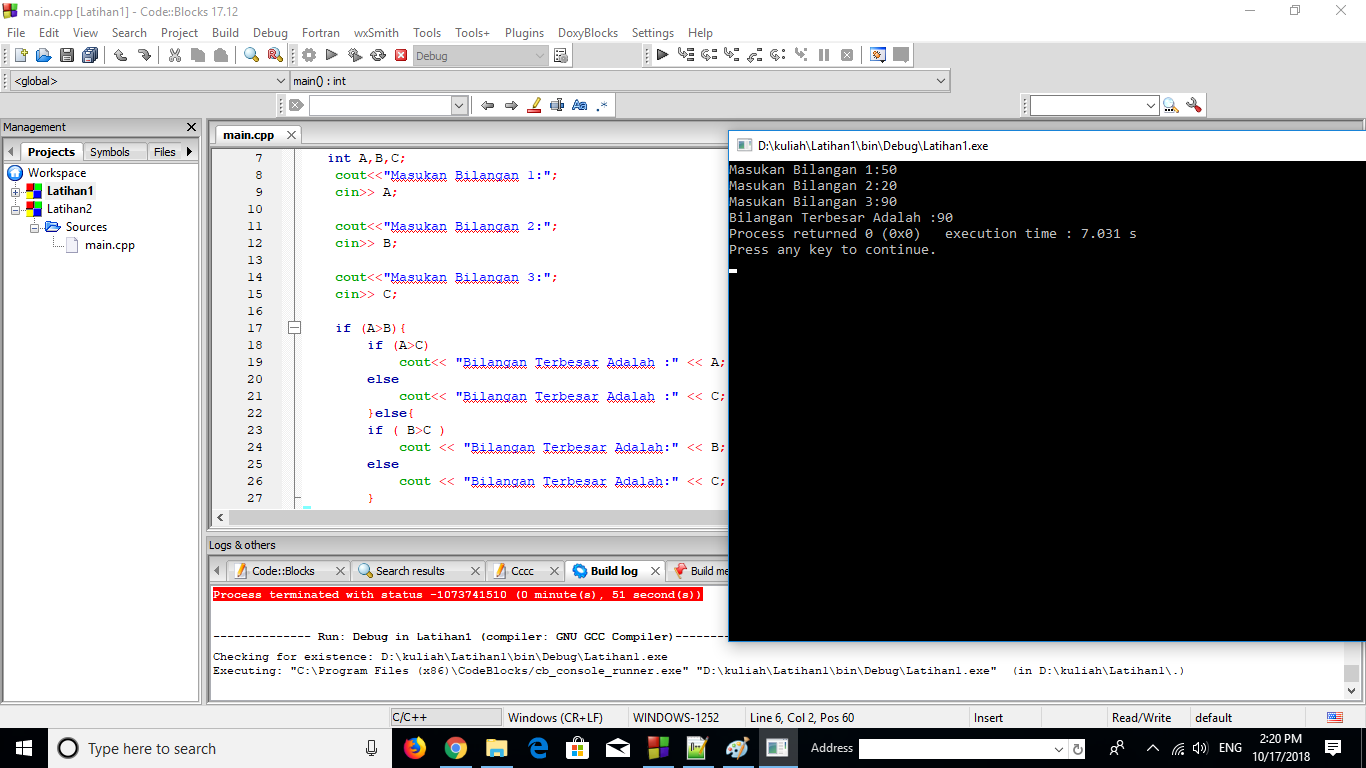 main.cpp [Latihan1] - Code::Blocks 17.12
File Edit View Search Project Build Debug Fortran wxSmith Tools Tools+ Plugins DoxyBlocks Settings Help
Debug
<global> main() : int
Aa .*
Management
Projects Symbols Files
Workspace
Latihan1
Latihan2
Sources
main.cpp
main.cpp
7 int A,B,C;
8 cout<<"Masukan Bilangan 1:";
9 cin>> A;
10
11 cout<<"Masukan Bilangan 2:";
12 cin>> B;
13
14 cout<<"Masukan Bilangan 3:";
15 cin>> C;
16
17 if (A>B){
18 if (A>C)
19 cout<< "Bilangan Terbesar Adalah :" << A;
20 else
21 cout<< "Bilangan Terbesar Adalah :" << C;
22 }else{
23 if ( B>C )
24 cout << "Bilangan Terbesar Adalah:" << B;
25 else
26 cout << "Bilangan Terbesar Adalah:" << C;
27 }
D:\kuliah\Latihan1\bin\Debug\Latihan1.exe
Masukan Bilangan 1:50
Masukan Bilangan 2:20
Masukan Bilangan 3:90
Bilangan Terbesar Adalah :90
Process returned 0 (0x0) execution time : 7.031 s
Press any key to continue.
Logs & others
Code::Blocks Search results Cccc Build log Build me
Process terminated with status -1073741510 (0 minute(s), 51 second(s))
-------------- Run: Debug in Latihan1 (compiler: GNU GCC Compiler)-------
Checking for existence: D:\kuliah\Latihan1\bin\Debug\Latihan1.exe
Executing: "C:\Program Files (x86)\CodeBlocks/cb_console_runner.exe" "D:\kuliah\Latihan1\bin\Debug\Latihan1.exe" (in D:\kuliah\Latihan1\.)
C/C++ Windows (CR+LF) WINDOWS-1252 Line 6, Col 2, Pos 60 Insert Read/Write default
Type here to search Address ENG 2:20 PM
10/17/2018